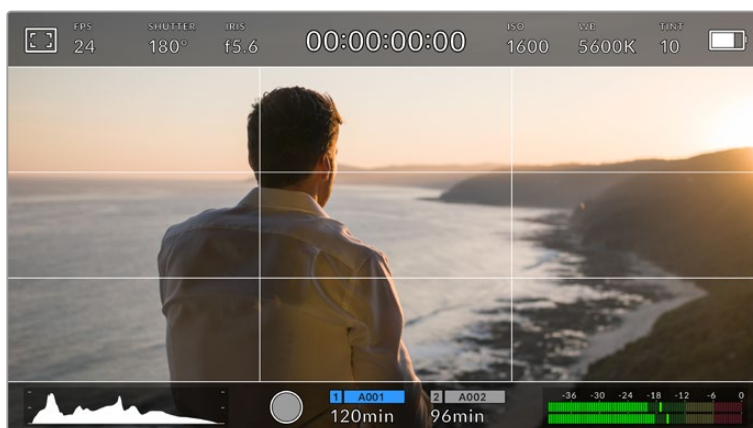 FPS SHUTTER IRIS ISO WB TINT
24 180° f5.6 00:00:00:00 1600 5600K 10
1 A001 2 A002
120min 96min
-36 -30 -24 -18 -12 -6 0